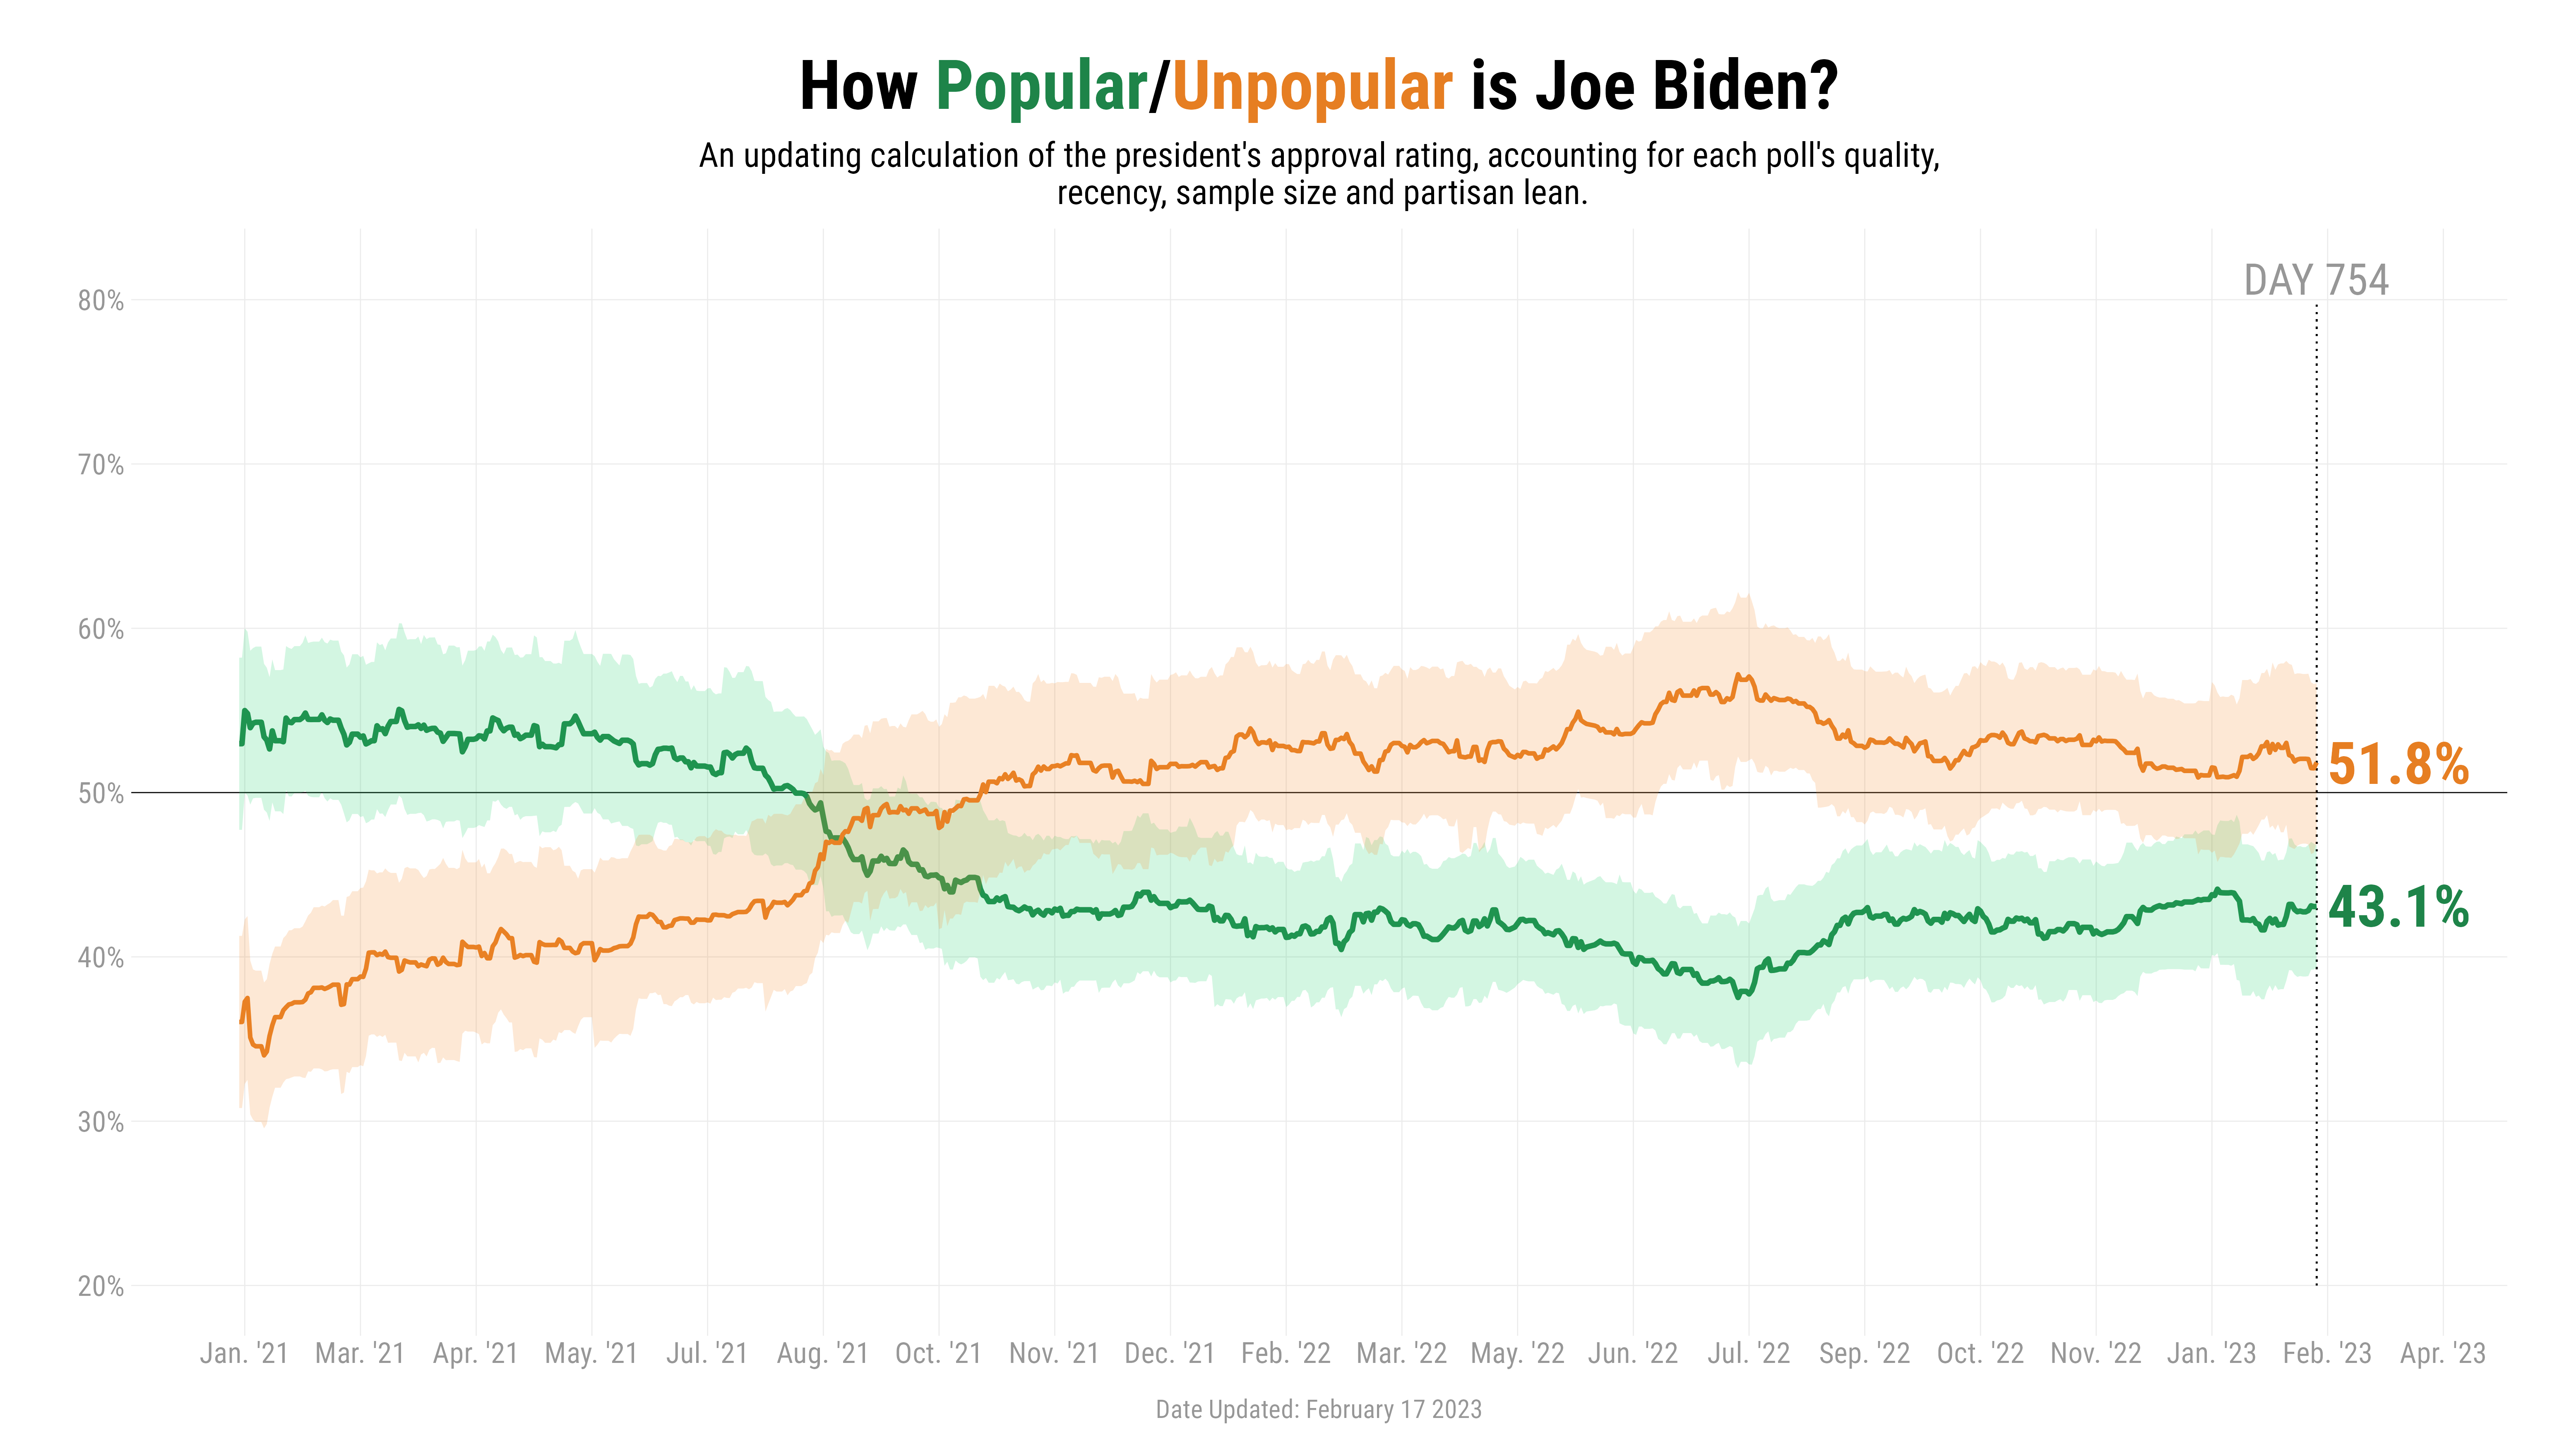 How Popular/Unpopular is Joe Biden?
An updating calculation of the president's approval rating, accounting for each poll's quality,
recency, sample size and partisan lean.
DAY 754
80%
70%
60%
50%
40%
30%
20%
51.8%
43.1%
Jan. '21 Mar. '21 Apr. '21 May. '21 Jul. '21 Aug. '21 Oct. '21 Nov. '21 Dec. '21 Feb. '22 Mar. '22 May. '22 Jun. '22 Jul. '22 Sep. '22 Oct. '22 Nov. '22 Jan. '23 Feb. '23 Apr. '23
Date Updated: February 17 2023